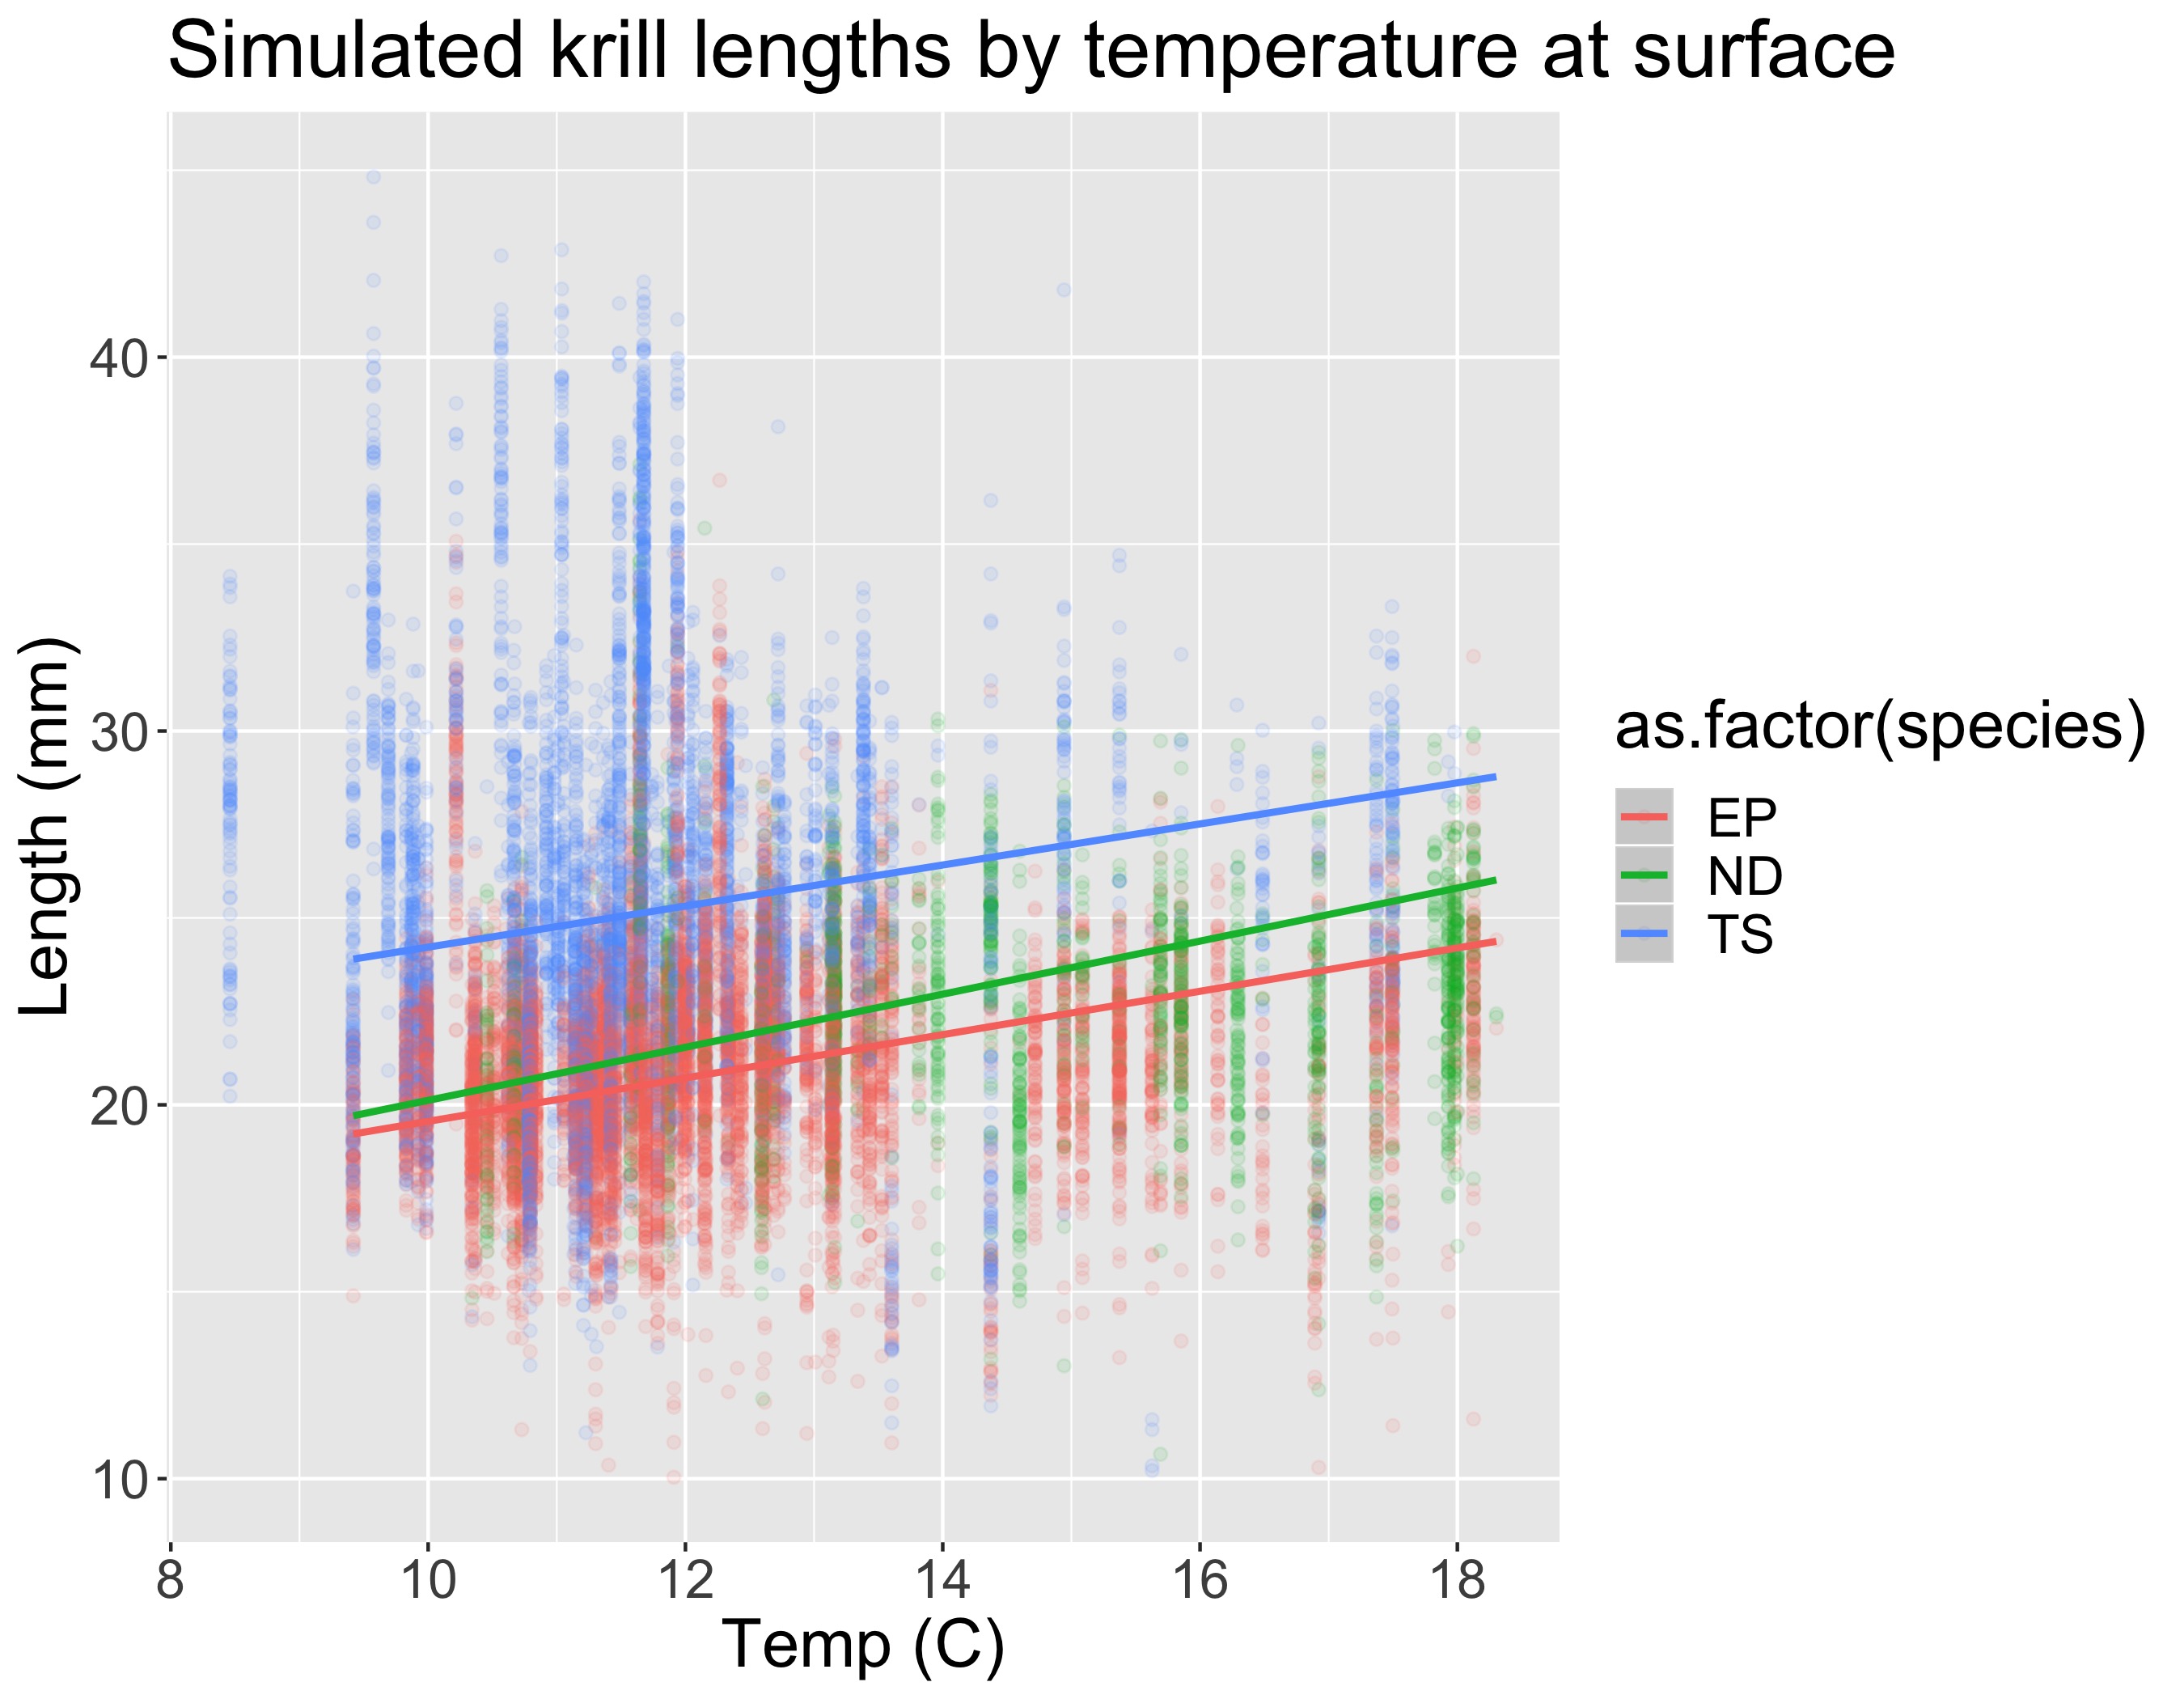 Simulated krill lengths by temperature at surface
40
30
20
10
Length (mm)
8 10 12 14 16 18
Temp (C)
as.factor(species)
EP
ND
TS